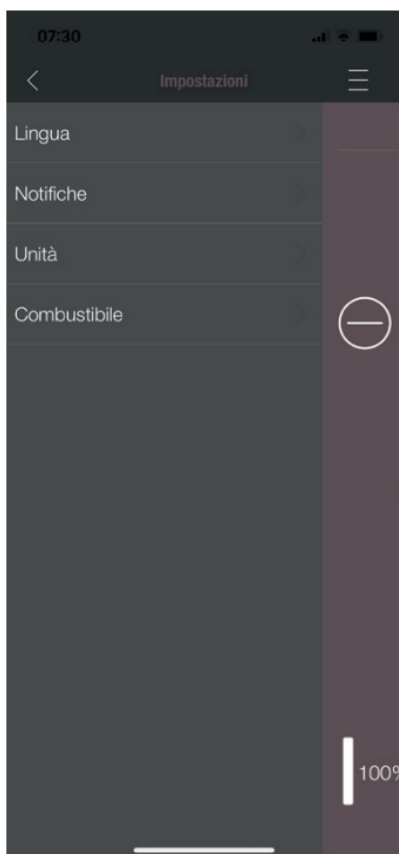 07:30
Impostazioni
Lingua
Notifiche
Unità
Combustibile
100%